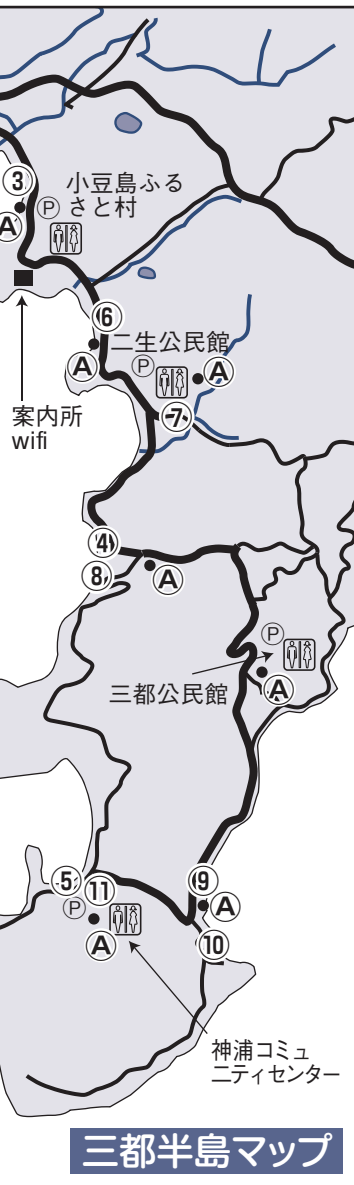 3
小豆島ふる
さと村
P
A
6
二生公民館
P
A
A
7
案内所
wifi
4
8
A
P
三都公民館
A
5
11
9
P
A
A
10
神浦コミュ
ニティセンター
三都半島マップ